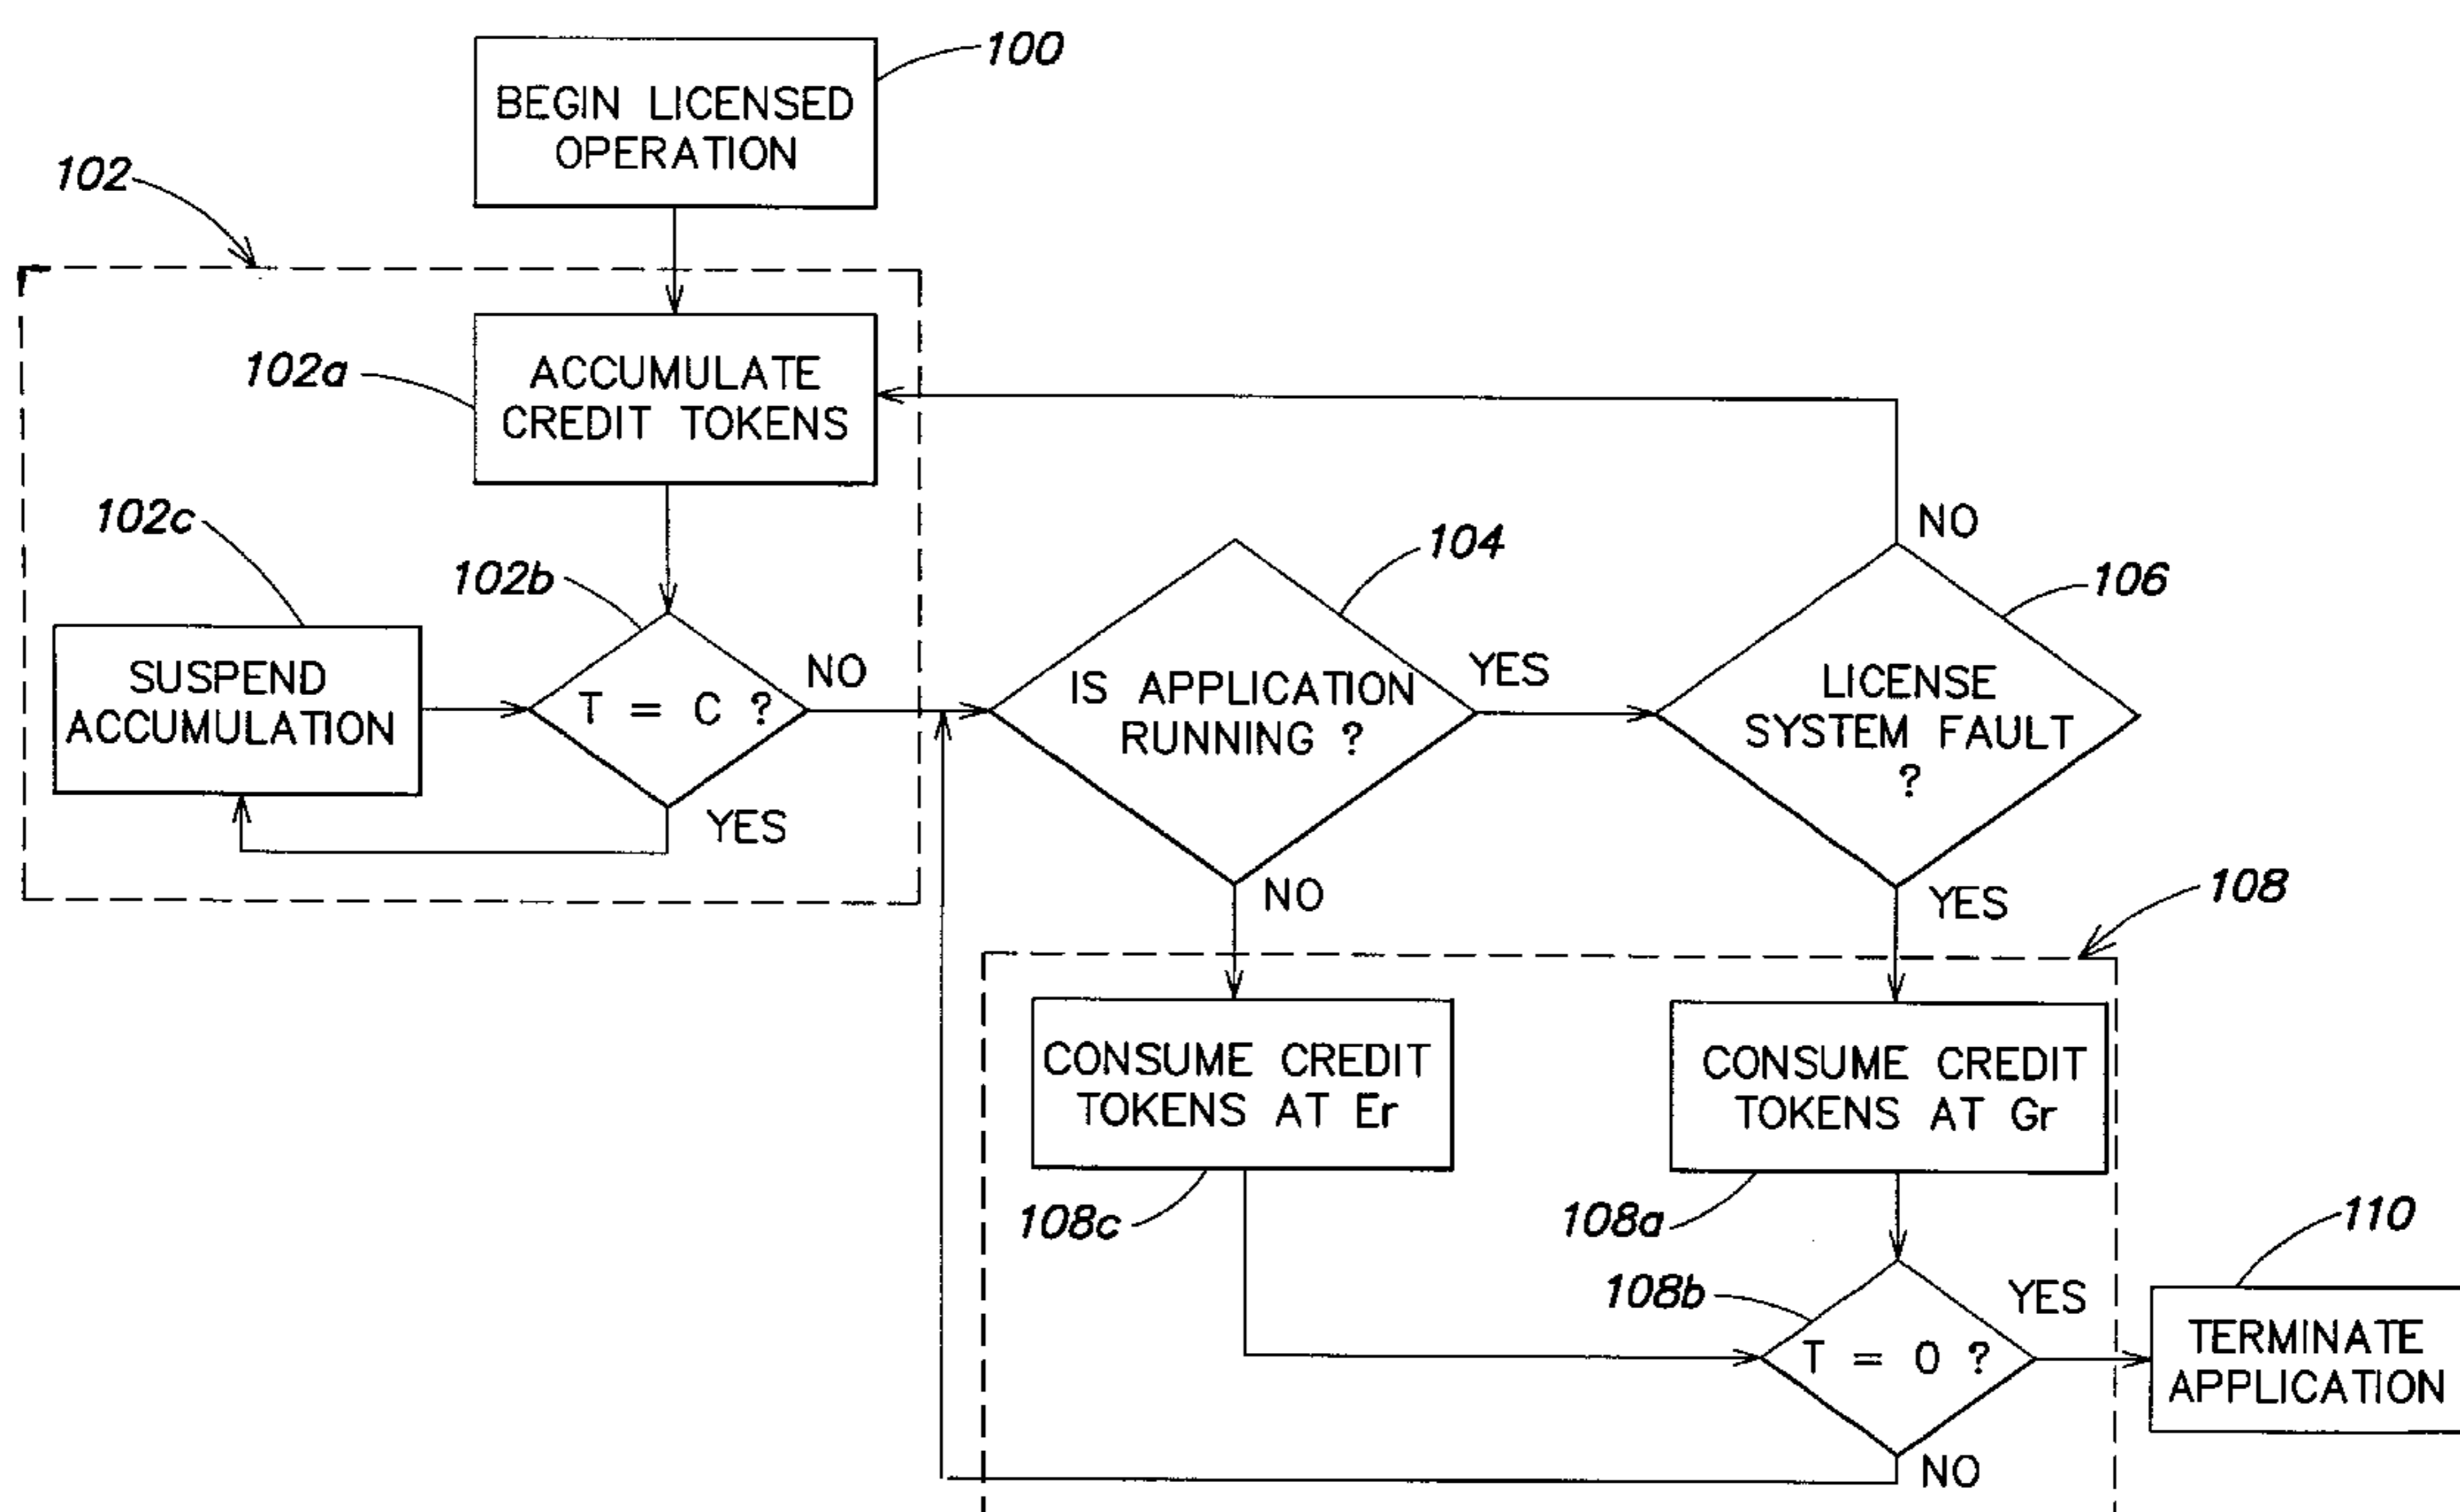 100
BEGIN LICENSED
OPERATION
102
102a
ACCUMULATE
CREDIT TOKENS
102c
SUSPEND
ACCUMULATION
102b
T = C ?
NO
YES
104
IS APPLICATION
RUNNING ?
YES
NO
106
NO
LICENSE
SYSTEM FAULT
?
YES
108
CONSUME CREDIT
TOKENS AT Er
108c
CONSUME CREDIT
TOKENS AT Gr
108a
108b
T = 0 ?
YES
NO
110
TERMINATE
APPLICATION